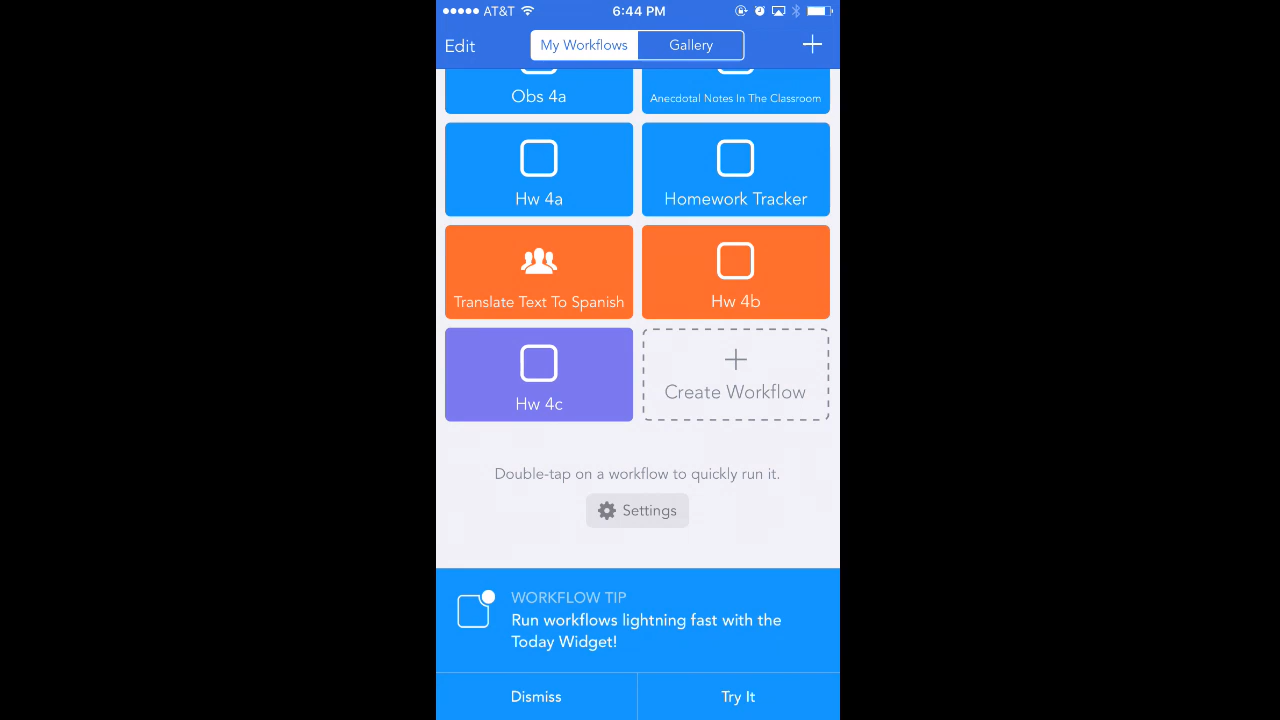 AT&T
6:44 PM
Edit
My Workflows
Gallery
Obs 4a
Anecdotal Notes In The Classroom
Hw 4a
Homework Tracker
Translate Text To Spanish
Hw 4b
Hw 4c
Create Workflow
Double-tap on a workflow to quickly run it.
Settings
WORKFLOW TIP
Run workflows lightning fast with the
Today Widget!
Dismiss
Try It